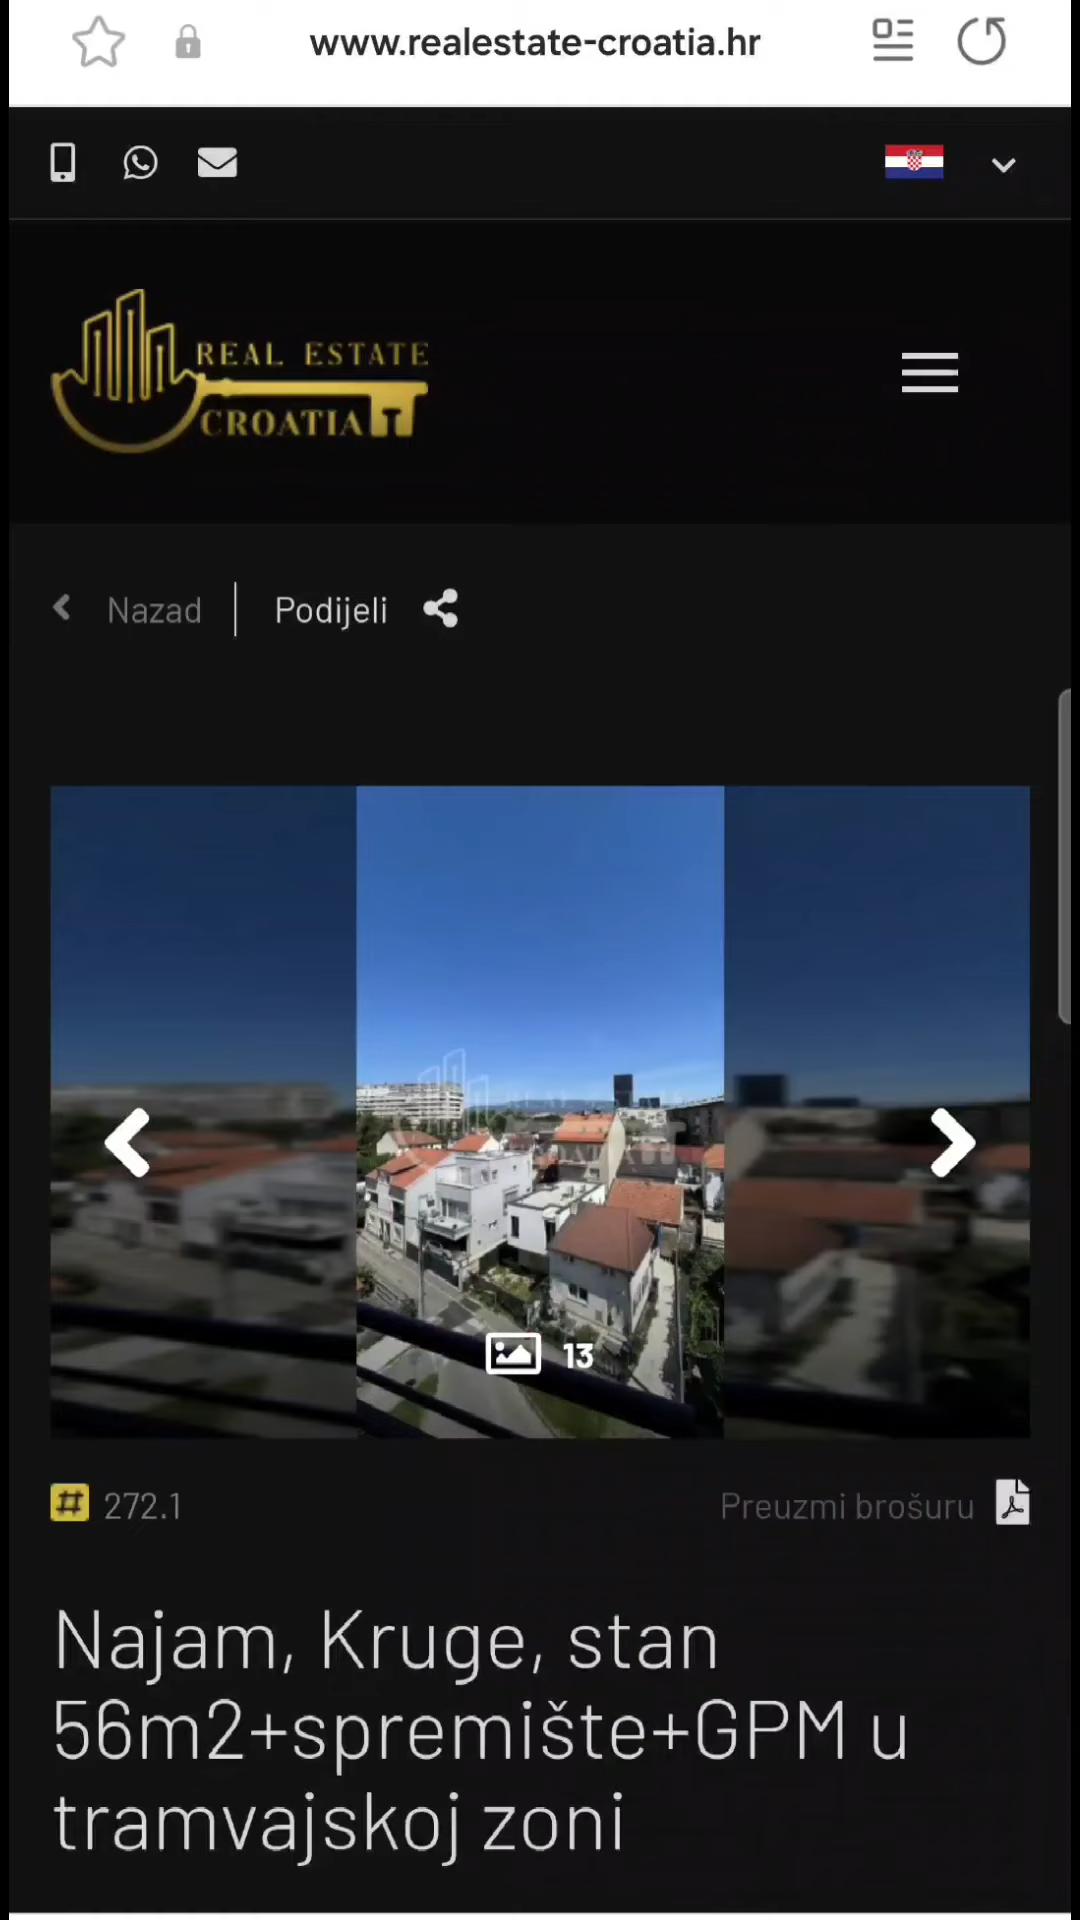 www.realestate-croatia.hr
REAL ESTATE
CROATIA
Nazad
Podijeli
13
# 272.1
Preuzmi brošuru
Najam, Kruge, stan
56m2+spremište+GPM u
tramvajskoj zoni